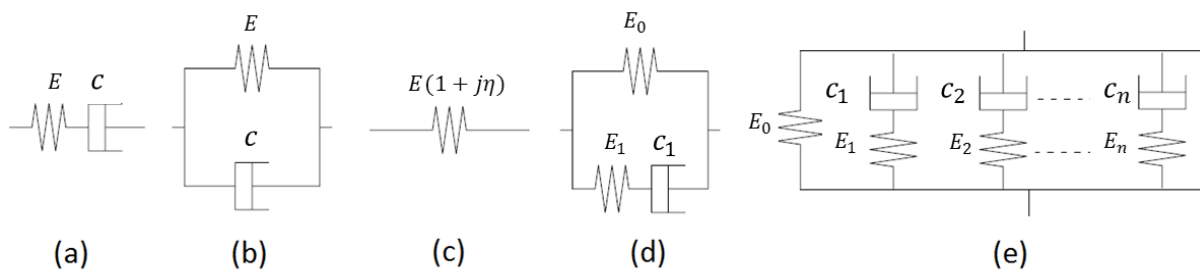 E c
(a)
E
c
(b)
E(1 + jη)
(c)
E₀
E₁ c₁
(d)
c₁ c₂ cₙ
E₀
E₁ E₂ Eₙ
(e)